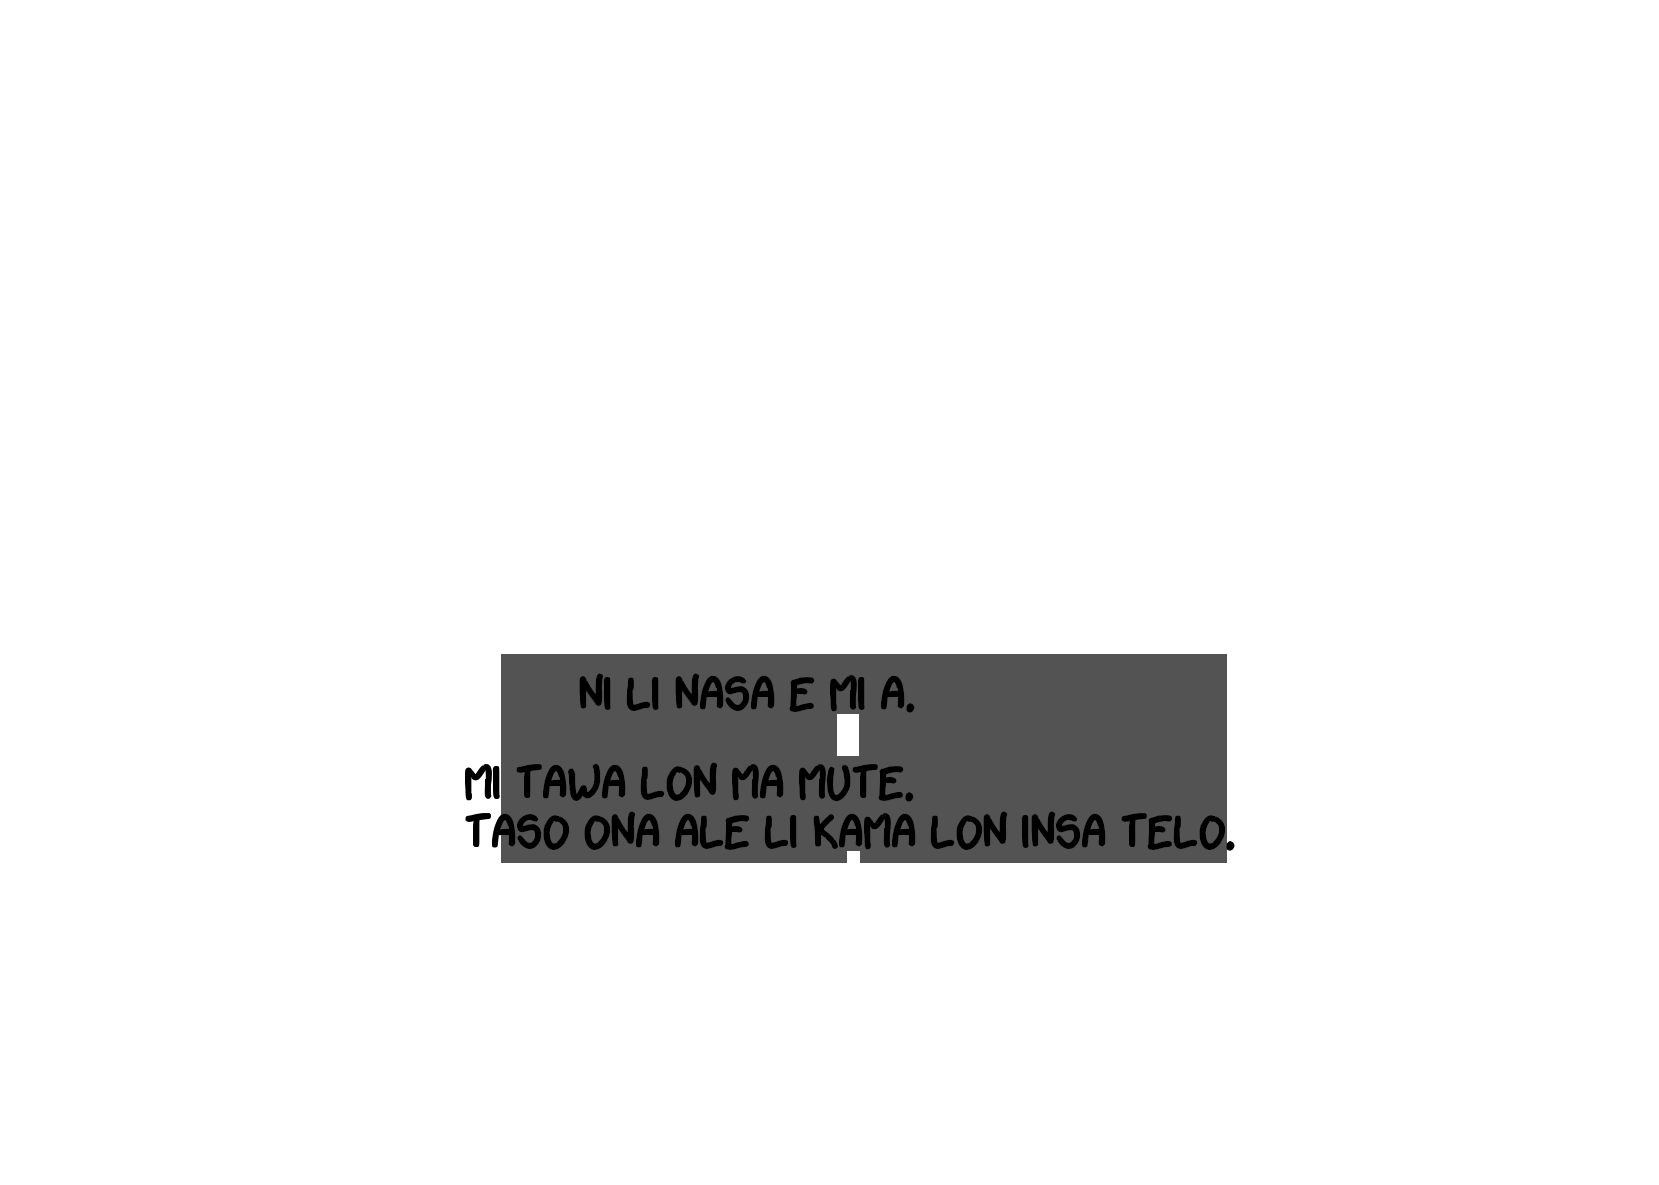 NI LI NASA E MI A.
MI TAWA LON MA MUTE.
TASO ONA ALE LI KAMA LON INSA TELO.